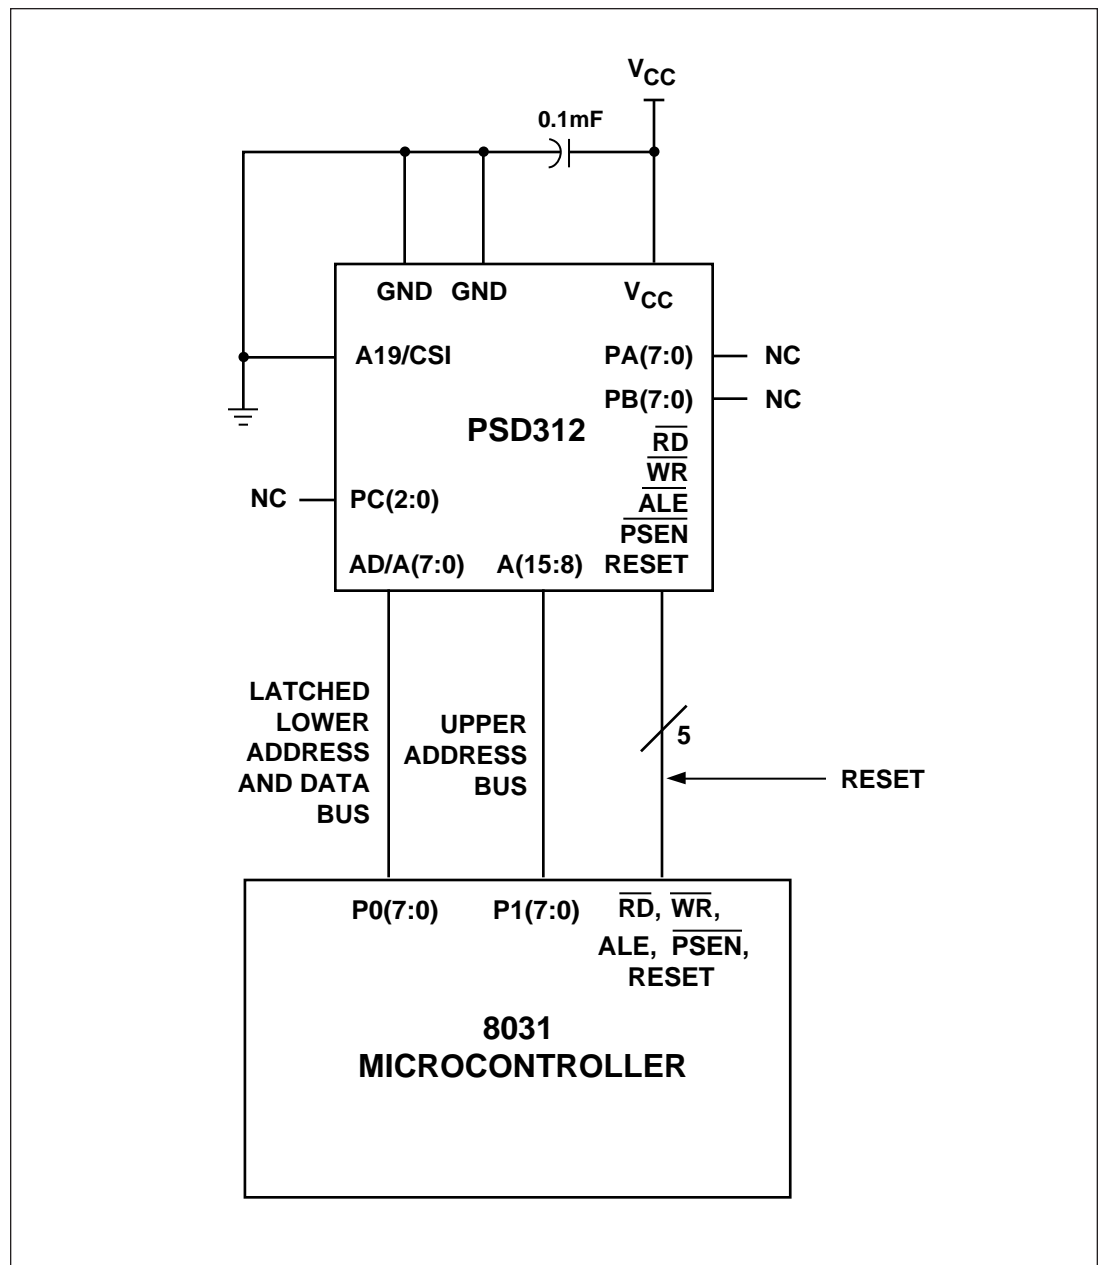 VCC
0.1mF
GND GND VCC
A19/CSI PA(7:0) NC
PB(7:0) NC
PSD312
RD
WR
ALE
PSEN
NC PC(2:0)
AD/A(7:0) A(15:8) RESET
LATCHED
LOWER
ADDRESS
AND DATA
BUS
UPPER
ADDRESS
BUS
5
RESET
P0(7:0) P1(7:0) RD, WR,
ALE, PSEN,
RESET
8031
MICROCONTROLLER